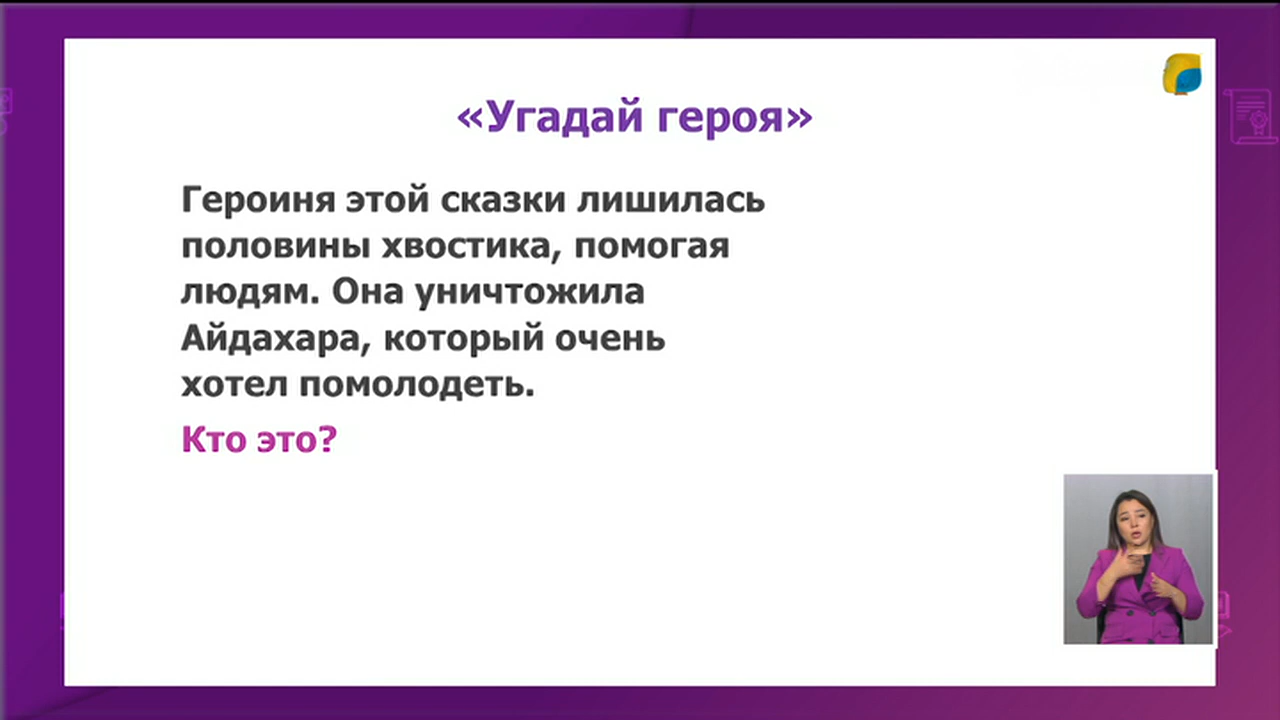 «Угадай героя»
Героиня этой сказки лишилась
половины хвостика, помогая
людям. Она уничтожила
Айдахара, который очень
хотел помолодеть.
Кто это?